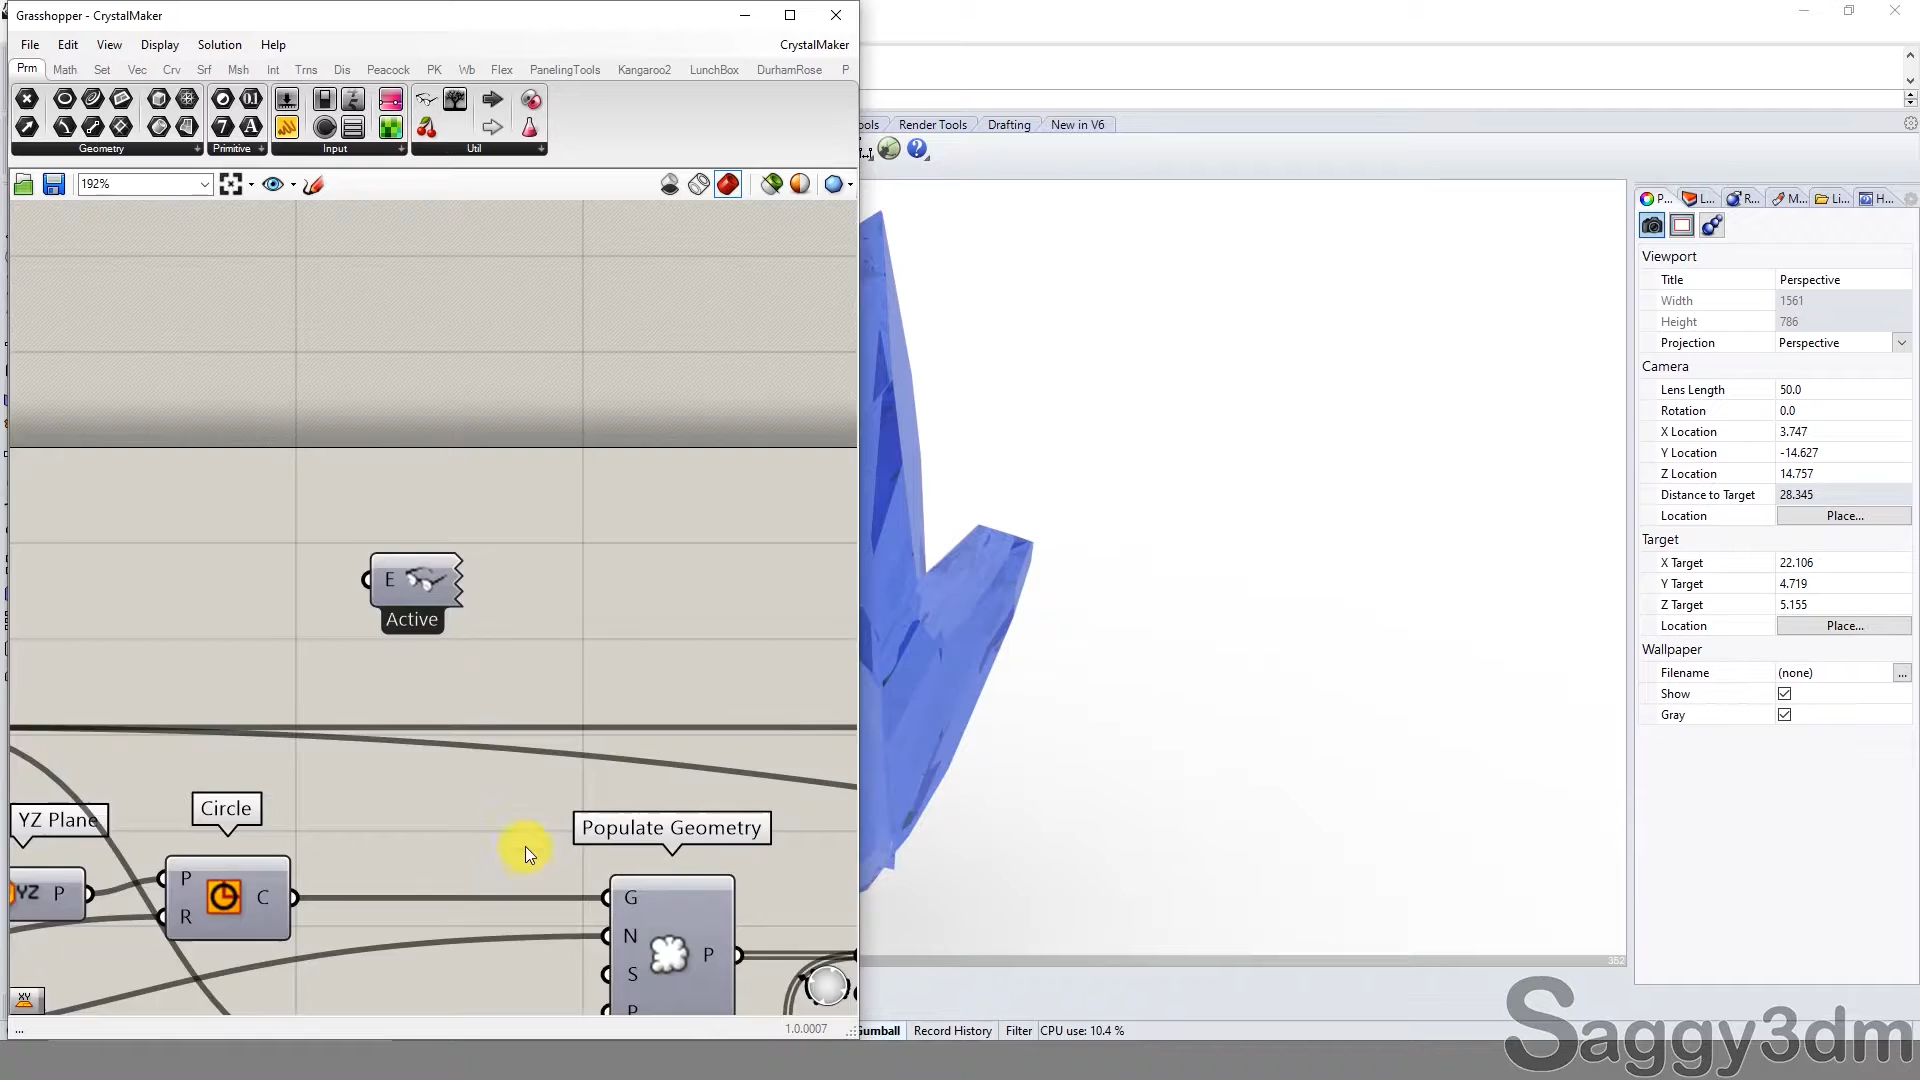 Grasshopper - CrystalMaker
File Edit View Display Solution Help CrystalMaker
Prm Math Set Vec Crv Srf Msh Int Trns Dis Peacock PK Wb Flex PanelingTools Kangaroo2 LunchBox DurhamRose P
Geometry Primitive Input Util
192%
ools Render Tools Drafting New in V6
P... L... R... M... Li... H...
Viewport
Title Perspective
Width 1561
Height 786
Projection Perspective
Camera
Lens Length 50.0
Rotation 0.0
X Location 3.747
Y Location -14.627
Z Location 14.757
Distance to Target 28.345
Location Place...
Target
X Target 22.106
Y Target 4.719
Z Target 5.155
Location Place...
Wallpaper
Filename (none) ...
Show
Gray
E
Active
YZ Plane
Circle
Populate Geometry
YZ P
P
R
C
G
N
S
P
P
XY
... 1.0.0007
352
Gumball Record History Filter CPU use: 10.4 %
Saggy3dm